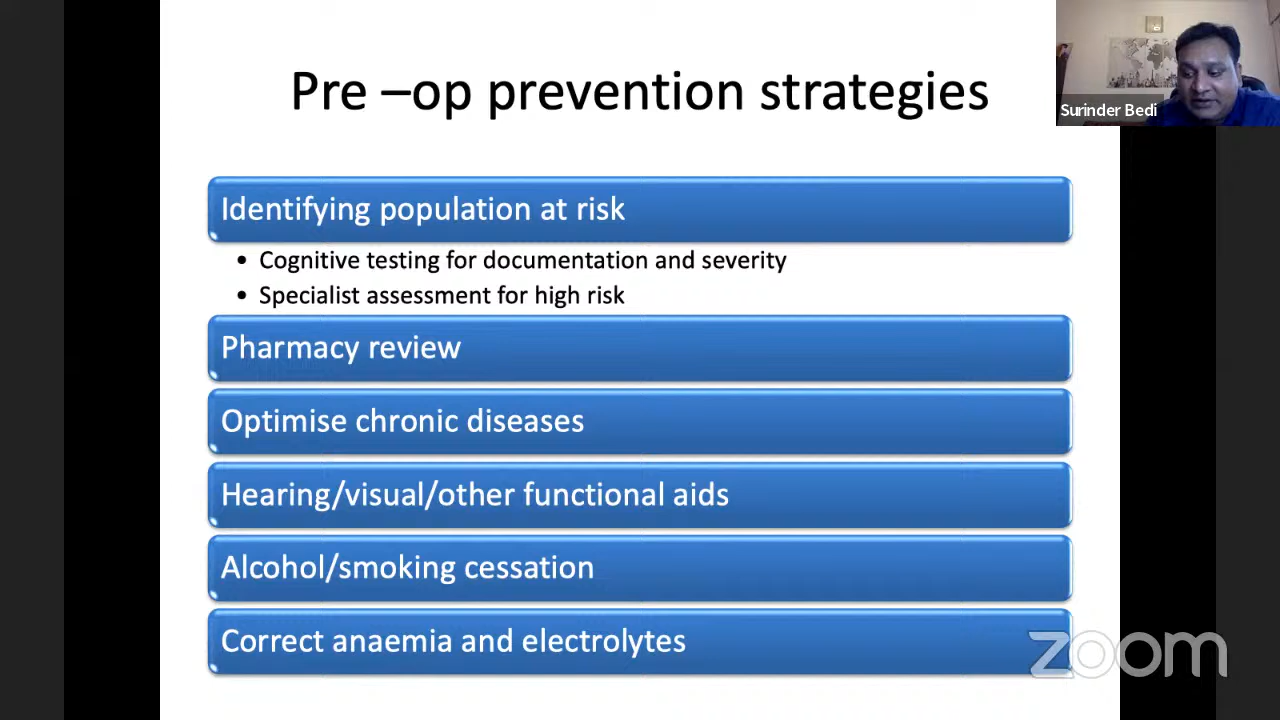 Pre –op prevention strategies
Surinder Bedi
Identifying population at risk
• Cognitive testing for documentation and severity
• Specialist assessment for high risk
Pharmacy review
Optimise chronic diseases
Hearing/visual/other functional aids
Alcohol/smoking cessation
Correct anaemia and electrolytes
zoom